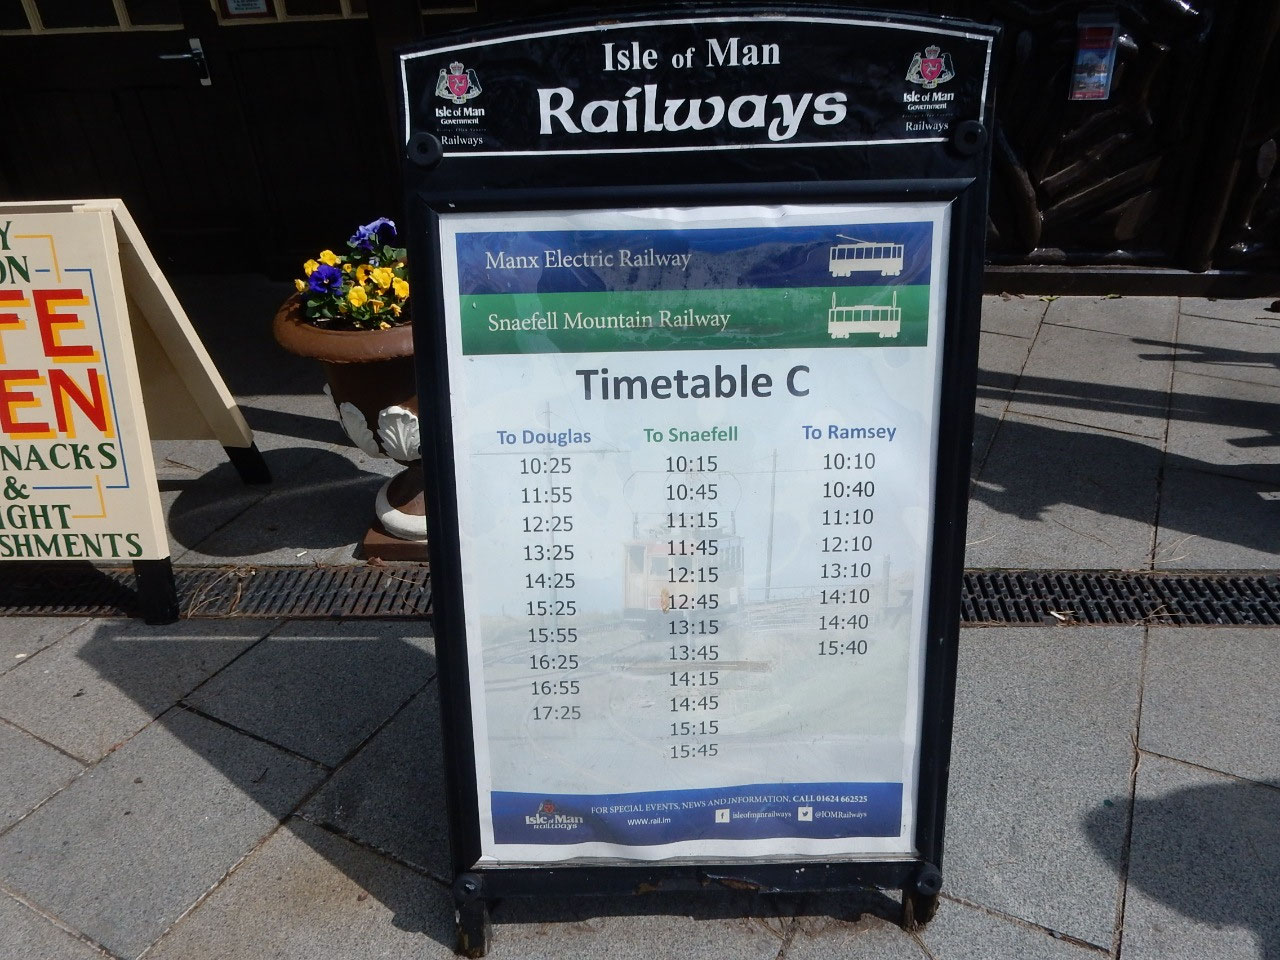 Isle of Man
Railways
Isle of Man
Government
Railways
Isle of Man
Government
Railways
Manx Electric Railway
Snaefell Mountain Railway
Timetable C
To Douglas
10:25
11:55
12:25
13:25
14:25
15:25
15:55
16:25
16:55
17:25
To Snaefell
10:15
10:45
11:15
11:45
12:15
12:45
13:15
13:45
14:15
14:45
15:15
15:45
To Ramsey
10:10
10:40
11:10
12:10
13:10
14:10
14:40
15:40
Isle of Man
Railways
FOR SPECIAL EVENTS, NEWS AND INFORMATION, CALL 01624 662525
www.rail.im
isleofmanrailways
@IOMRailways
Y
ON
FE
EN
NACKS
&
IGHT
SHMENTS